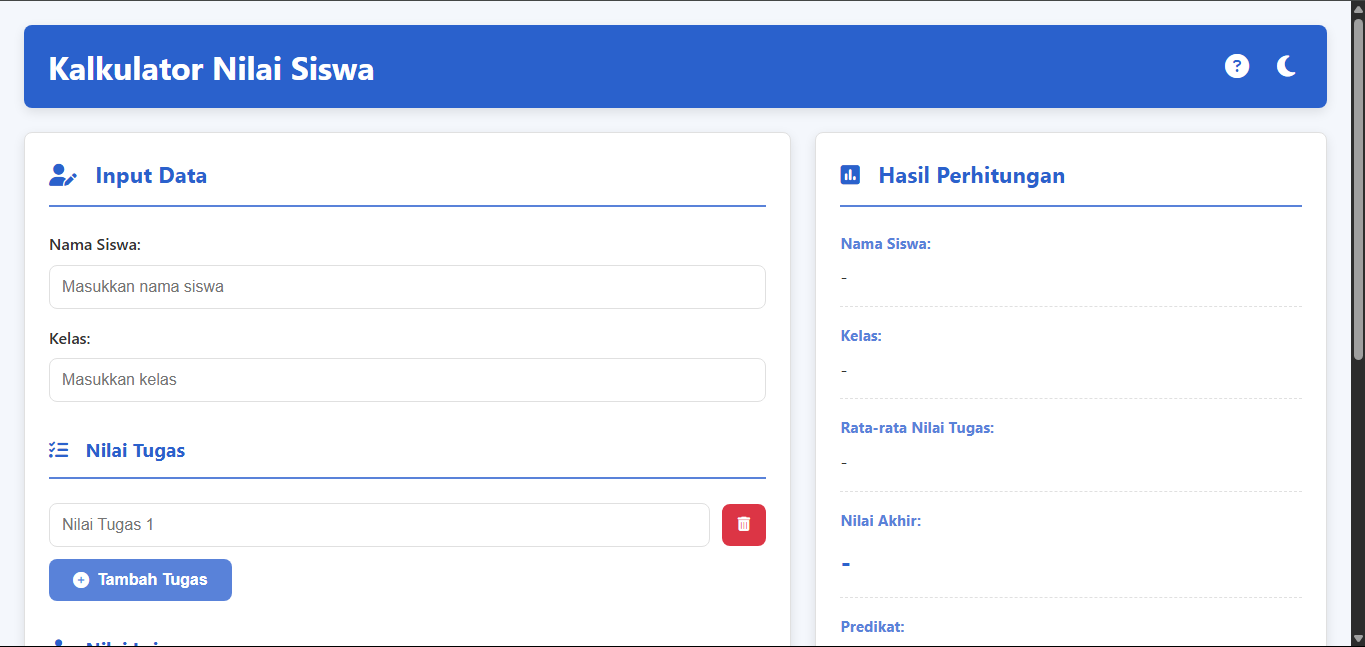 Kalkulator Nilai Siswa
?
Input Data
Nama Siswa:
Masukkan nama siswa
Kelas:
Masukkan kelas
Nilai Tugas
Nilai Tugas 1
Tambah Tugas
Hasil Perhitungan
Nama Siswa:
-
Kelas:
-
Rata-rata Nilai Tugas:
-
Nilai Akhir:
-
Predikat: